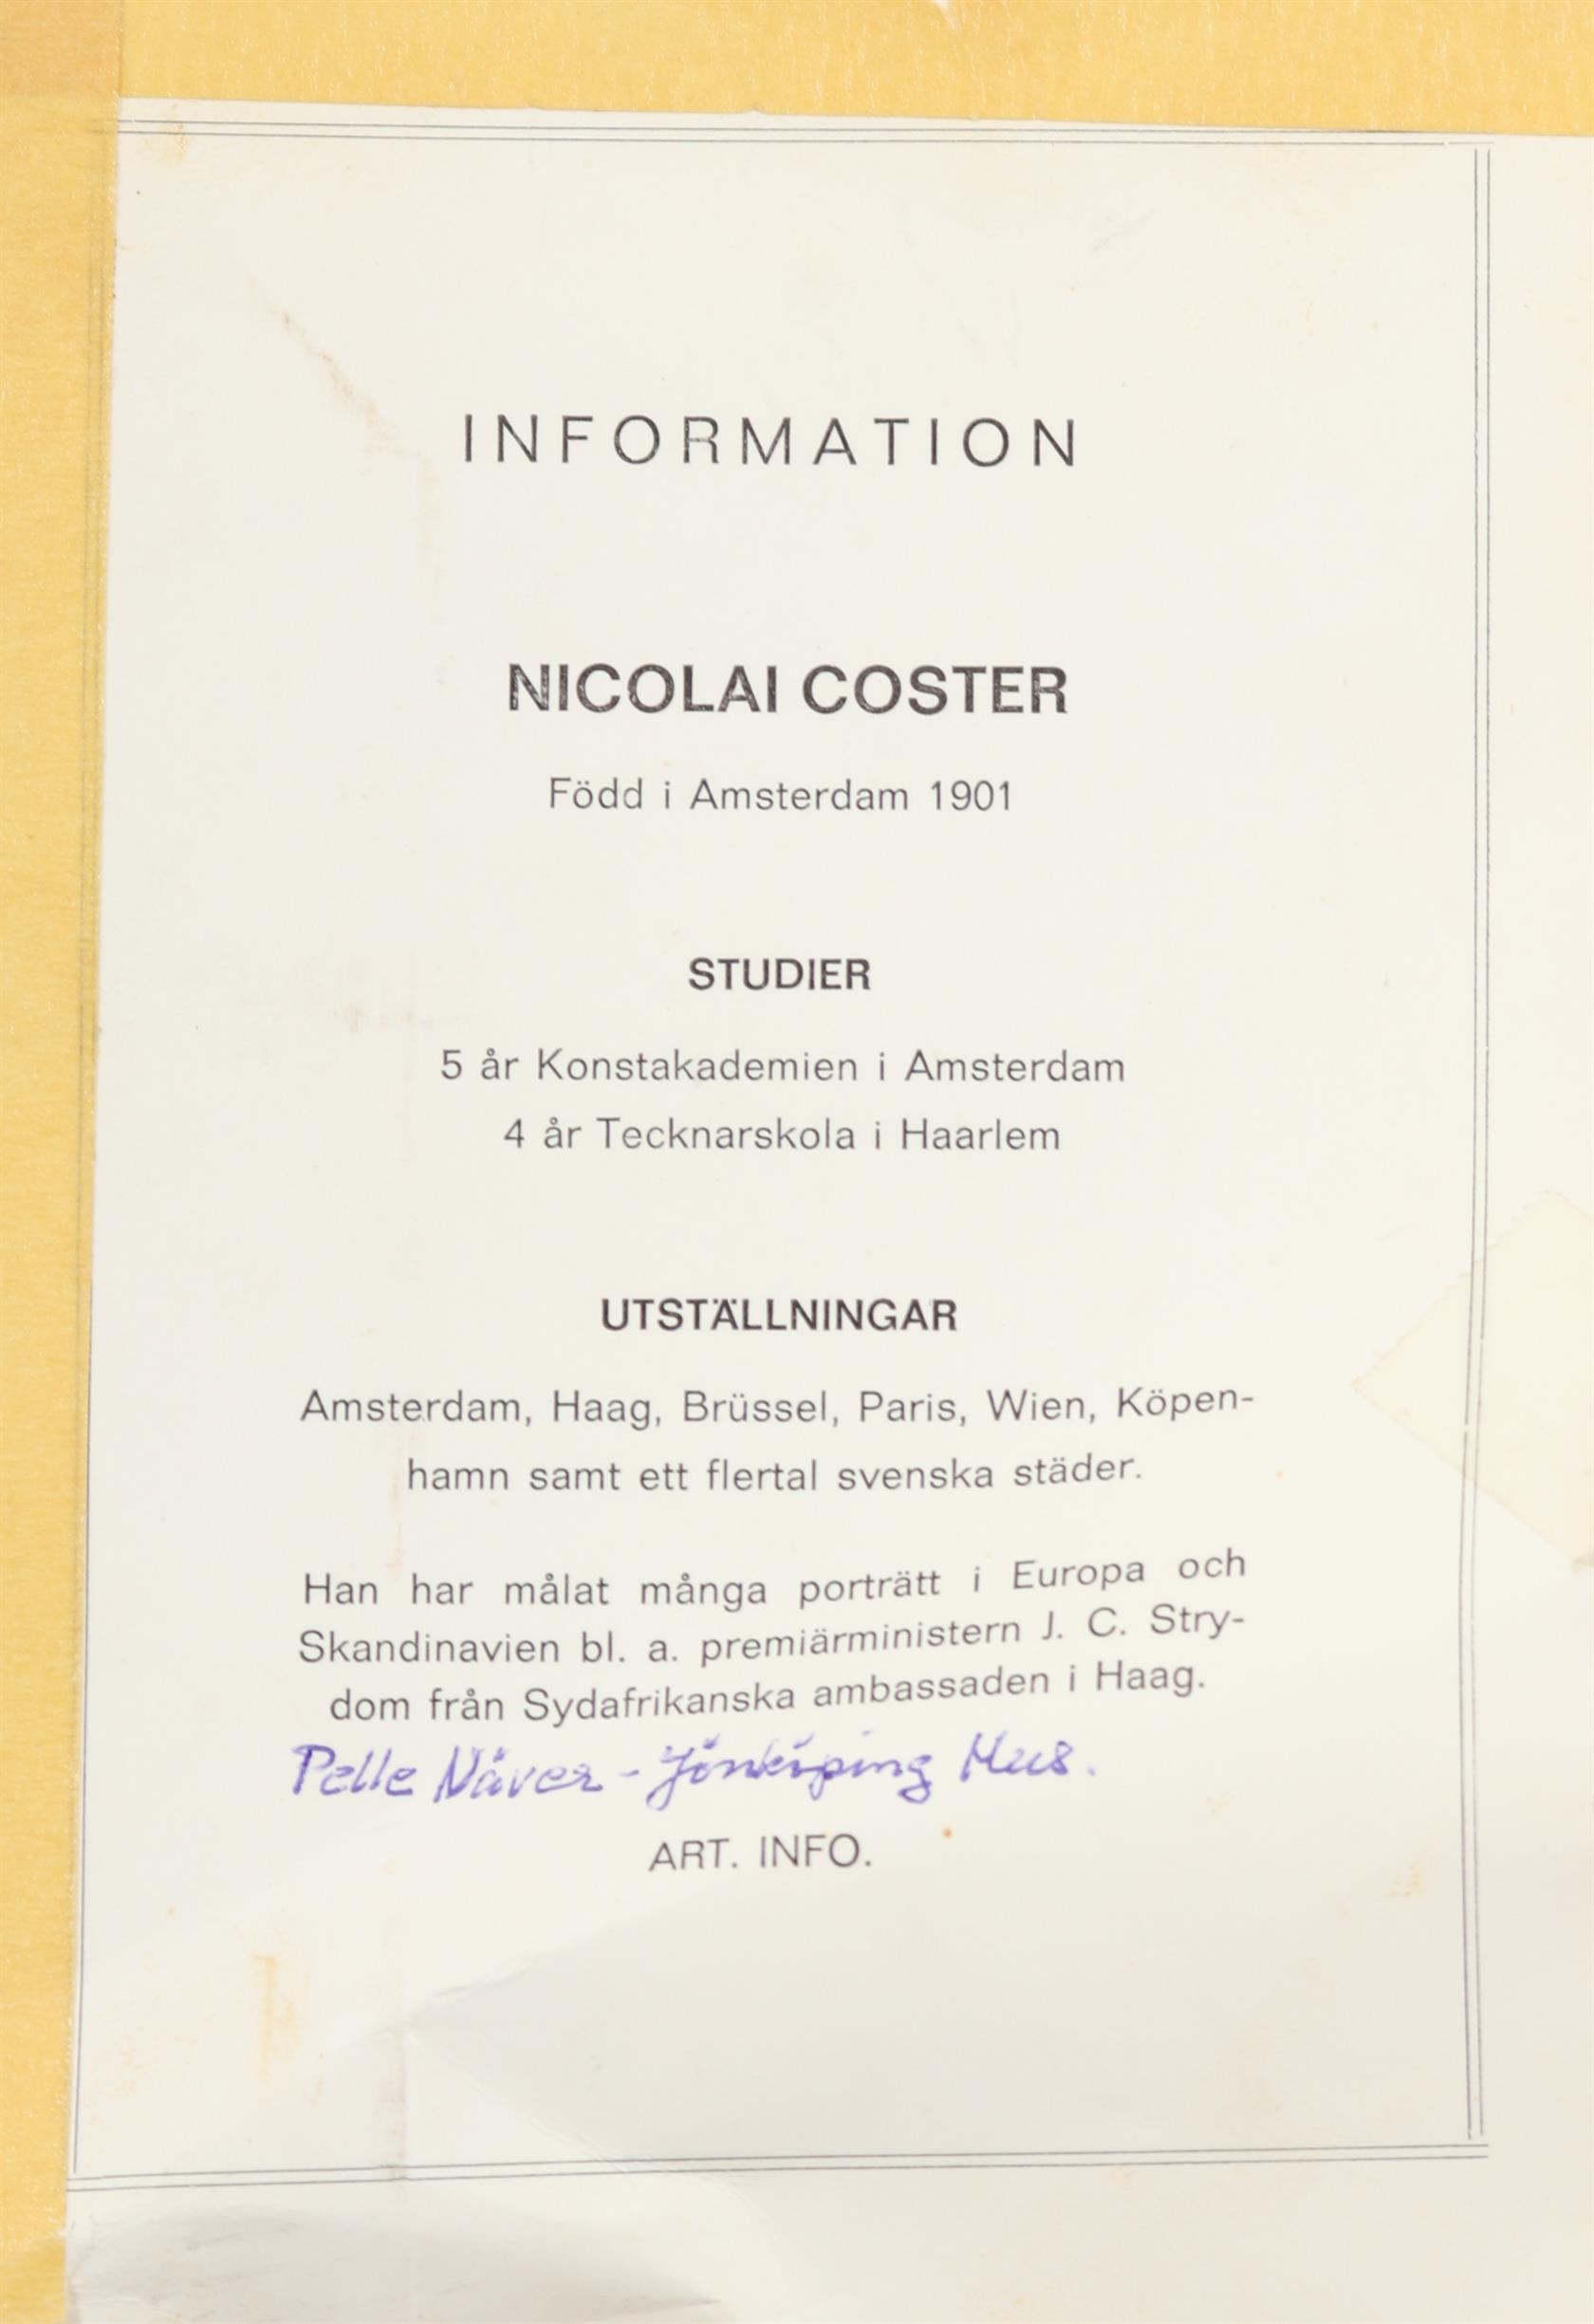 INFORMATION
NICOLAI COSTER
Född i Amsterdam 1901
STUDIER
5 år Konstakademien i Amsterdam
4 år Tecknarskola i Haarlem
UTSTÄLLNINGAR
Amsterdam, Haag, Brüssel, Paris, Wien, Köpen-
hamn samt ett flertal svenska städer.
Han har målat många porträtt i Europa och
Skandinavien bl. a. premiärministern J. C. Stry-
dom från Sydafrikanska ambassaden i Haag.
Pelle Näver - Jönköping Mus.
ART. INFO.